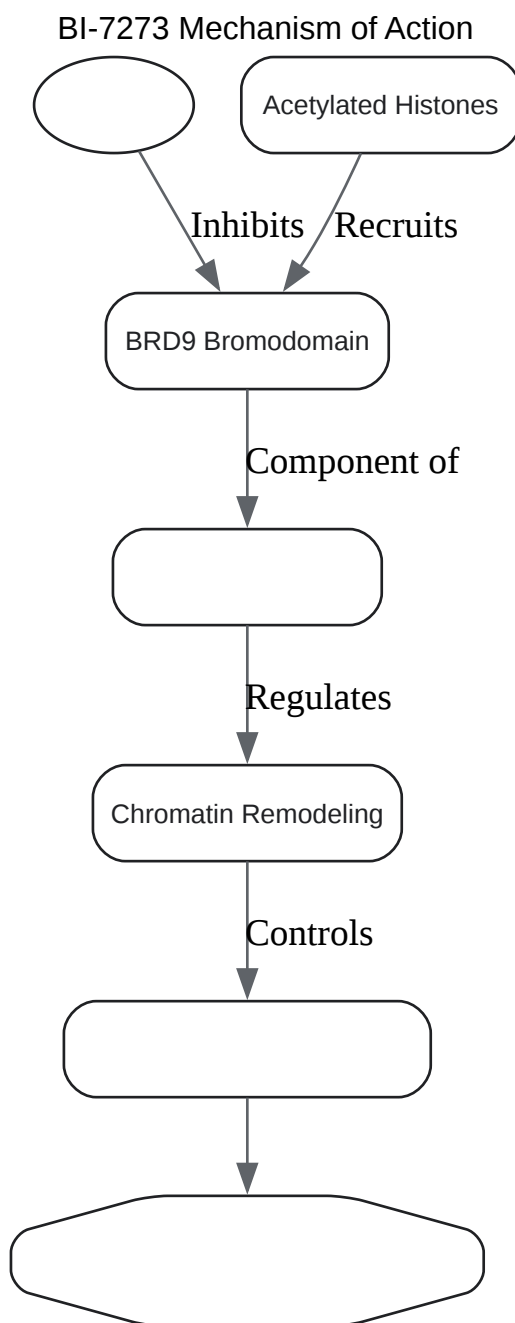 BI-7273 Mechanism of Action
Acetylated Histones
Inhibits
Recruits
BRD9 Bromodomain
Component of
Regulates
Chromatin Remodeling
Controls